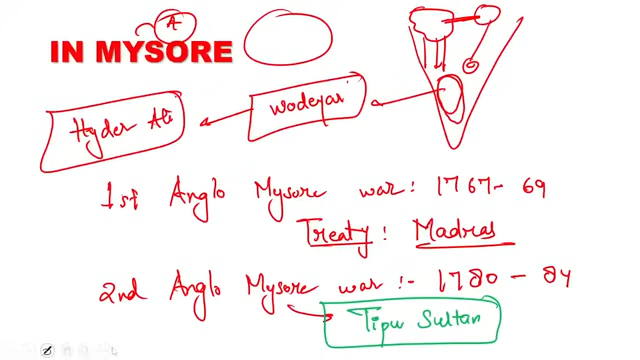 A
IN MYSORE
Wodeyar
Hyder Ali
1st Anglo Mysore war: 1767-69
Treaty: Madras
2nd Anglo Mysore war:- 1780-84
Tipu Sultan